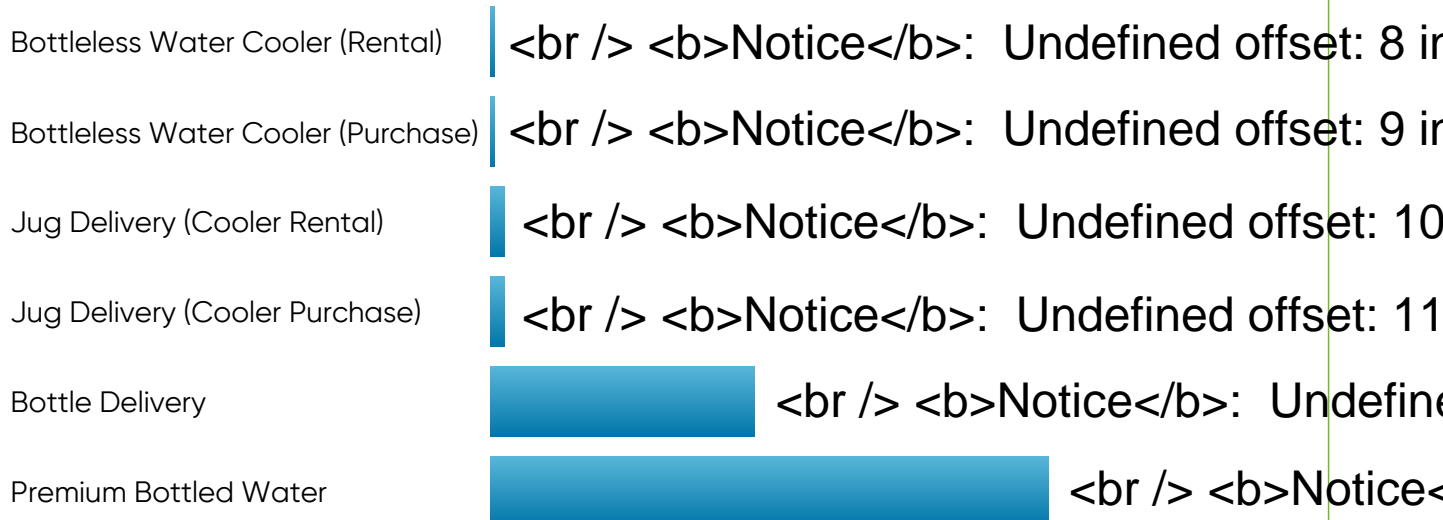 Bottleless Water Cooler (Rental) <br /> <b>Notice</b>: Undefined offset: 8 in
Bottleless Water Cooler (Purchase) <br /> <b>Notice</b>: Undefined offset: 9 in
Jug Delivery (Cooler Rental) <br /> <b>Notice</b>: Undefined offset: 10
Jug Delivery (Cooler Purchase) <br /> <b>Notice</b>: Undefined offset: 11
Bottle Delivery <br /> <b>Notice</b>: Undefine
Premium Bottled Water <br /> <b>Notice<